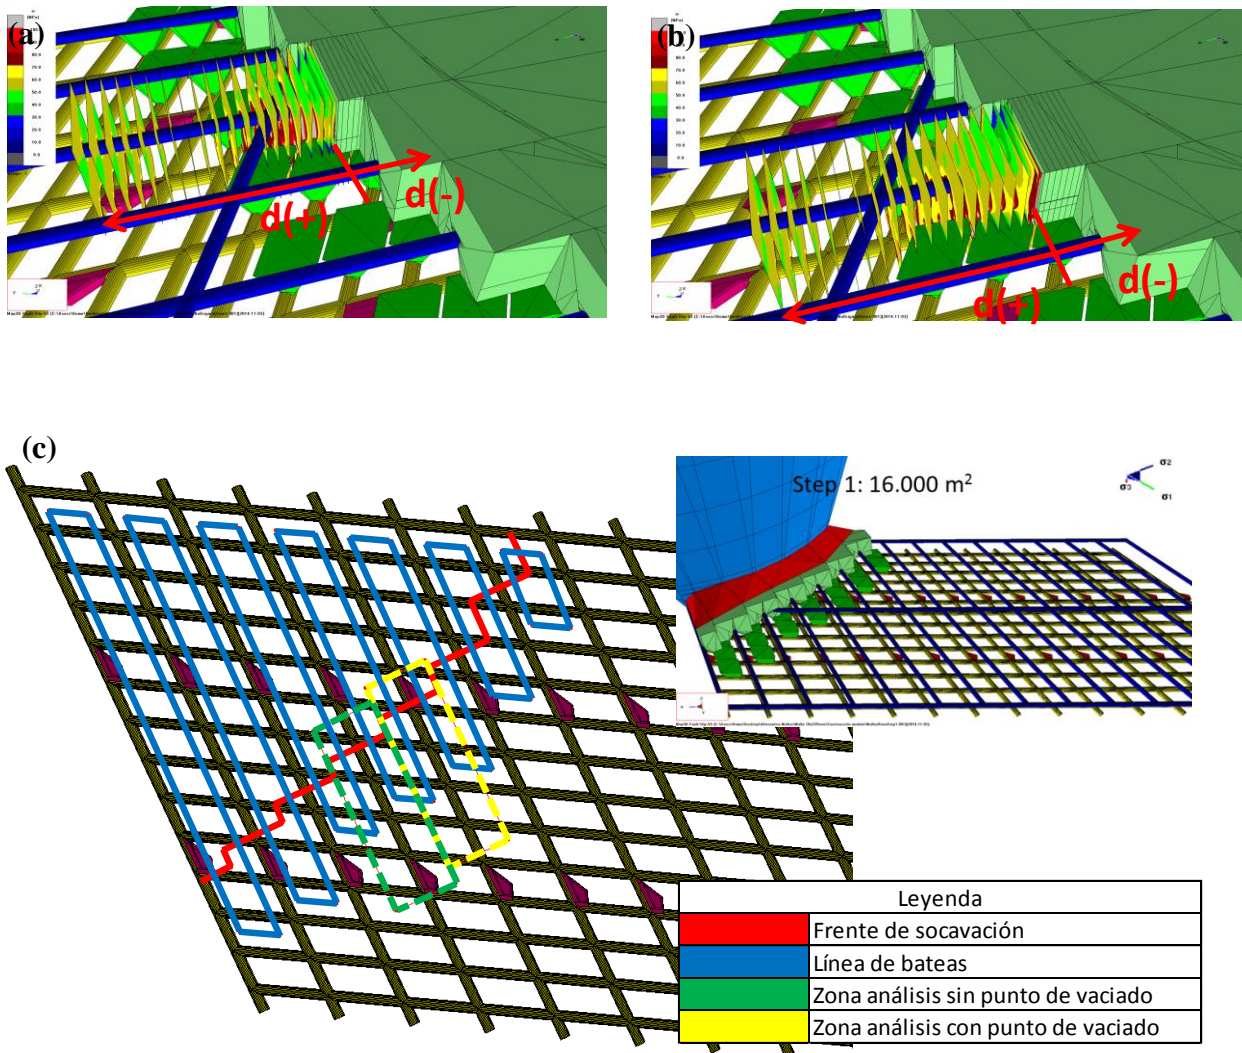 (a)
d(+)
d(-)
(b)
d(+)
d(-)
(c)
Step 1: 16.000 m²
σ2
σ3
σ1
Leyenda
Frente de socavación
Línea de bateas
Zona análisis sin punto de vaciado
Zona análisis con punto de vaciado